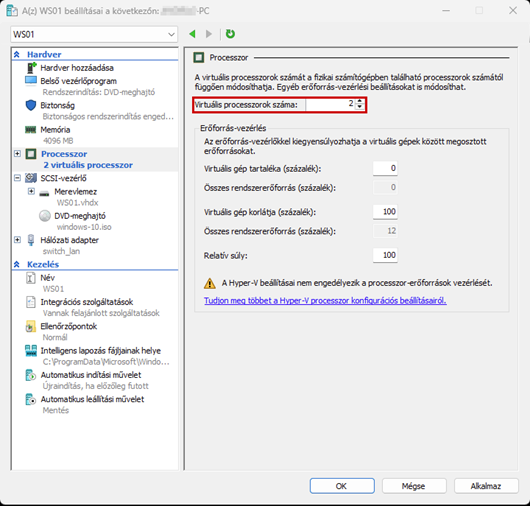 A(z) WS01 beállításai a következőn: -PC
WS01
Hardver
Hardver hozzáadása
Belső vezérlőprogram
Rendszerindítás: DVD-meghajtó
Biztonság
Biztonságos rendszerindítás enged...
Memória
4096 MB
Processzor
2 virtuális processzor
SCSI-vezérlő
Merevlemez
WS01.vhdx
DVD-meghajtó
windows-10.iso
Hálózati adapter
switch_lan
Kezelés
Név
WS01
Integrációs szolgáltatások
Vannak felajánlott szolgáltatások
Ellenőrzőpontok
Normál
Intelligens lapozás fájljainak helye
C:\ProgramData\Microsoft\Windo...
Automatikus indítási művelet
Újraindítás, ha előzőleg futott
Automatikus leállítási művelet
Mentés
Processzor
A virtuális processzorok számát a fizikai számítógépben található processzorok számától
függően módosíthatja. Egyéb erőforrás-vezérlési beállításokat is módosíthat.
Virtuális processzorok száma: 2
Erőforrás-vezérlés
Az erőforrás-vezérlőkkel kiegyensúlyozhatja a virtuális gépek között megosztott
erőforrásokat.
Virtuális gép tartaléka (százalék): 0
Összes rendszererőforrás (százalék): 0
Virtuális gép korlátja (százalék): 100
Összes rendszererőforrás (százalék): 12
Relatív súly: 100
A Hyper-V beállításai nem engedélyezik a processzor-erőforrások vezérlését.
Tudjon meg többet a Hyper-V processzor konfigurációs beállításairól.
OK Mégse Alkalmaz